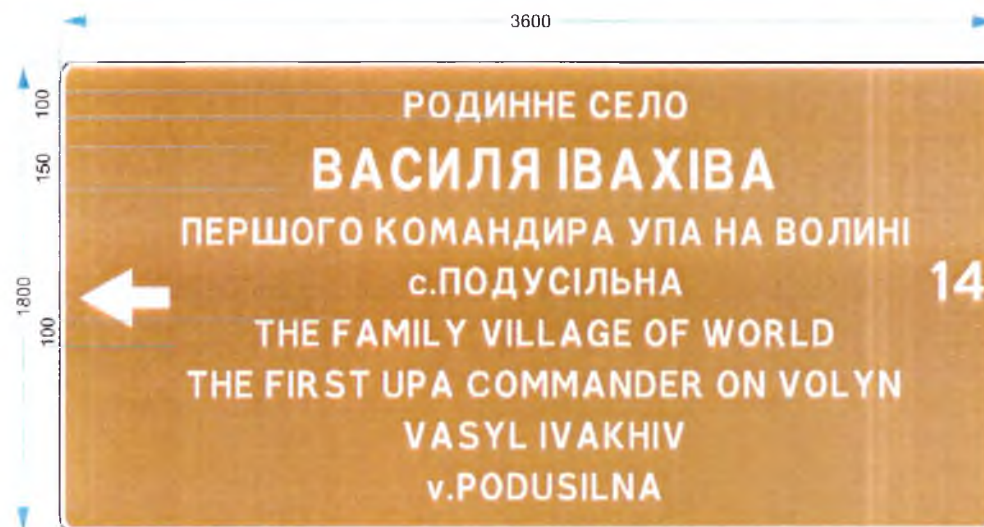 3600
100
150
1800
100
РОДИННЕ СЕЛО
ВАСИЛЯ ІВАХІВА
ПЕРШОГО КОМАНДИРА УПА НА ВОЛИНІ
с.ПОДУСІЛЬНА
14
THE FAMILY VILLAGE OF WORLD
THE FIRST UPA COMMANDER ON VOLYN
VASYL IVAKHIV
v.PODUSILNA